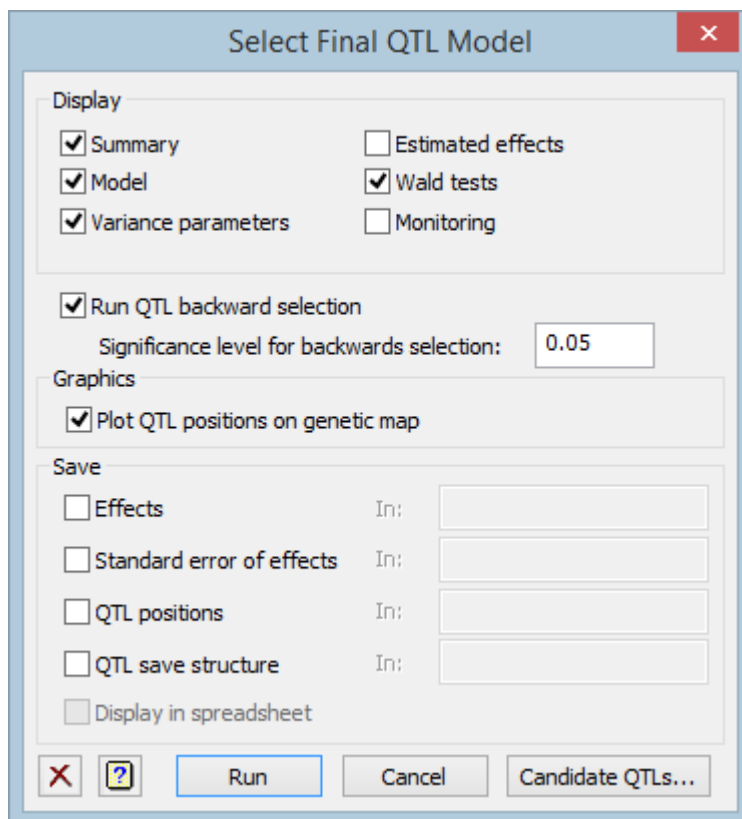 Select Final QTL Model
Display
Summary
Estimated effects
Model
Wald tests
Variance parameters
Monitoring
Run QTL backward selection
Significance level for backwards selection: 0.05
Graphics
Plot QTL positions on genetic map
Save
Effects In:
Standard error of effects In:
QTL positions In:
QTL save structure In:
Display in spreadsheet
Run Cancel Candidate QTLs...